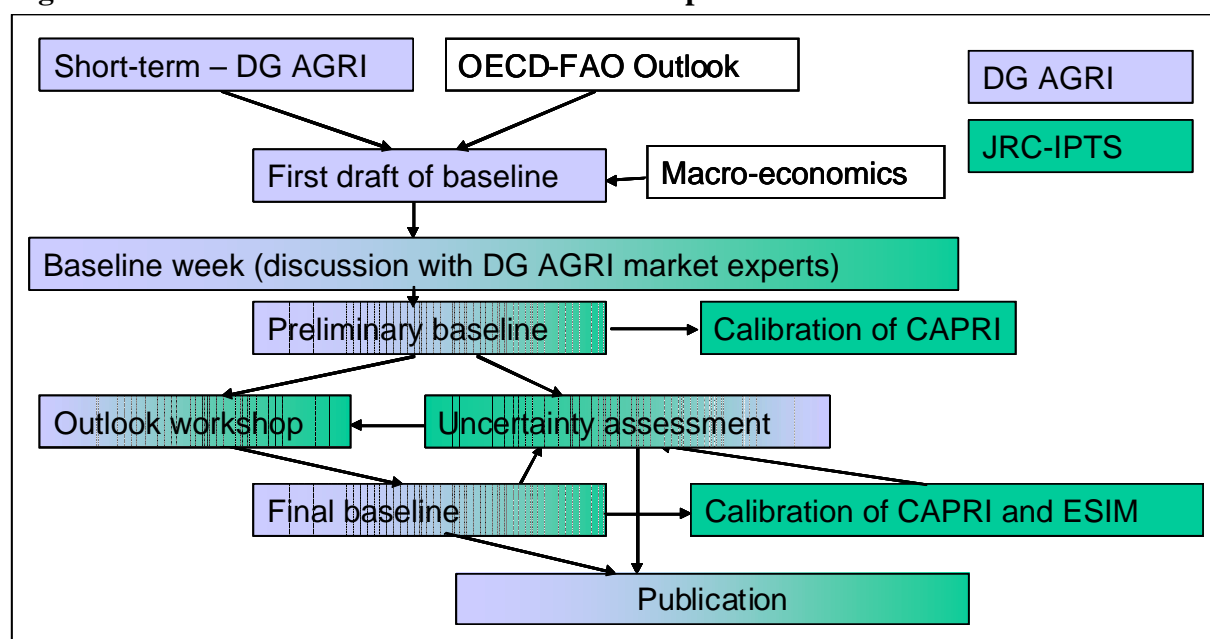 Short-term – DG AGRI
OECD-FAO Outlook
DG AGRI
JRC-IPTS
First draft of baseline
Macro-economics
Baseline week (discussion with DG AGRI market experts)
Preliminary baseline
Calibration of CAPRI
Outlook workshop
Uncertainty assessment
Final baseline
Calibration of CAPRI and ESIM
Publication